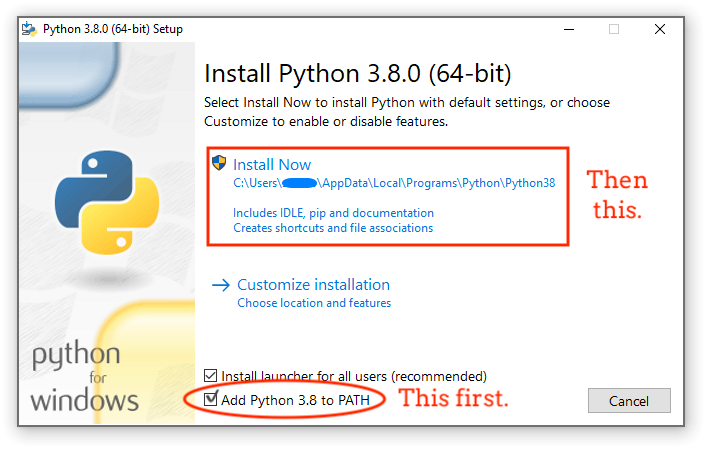 Python 3.8.0 (64-bit) Setup
Install Python 3.8.0 (64-bit)
Select Install Now to install Python with default settings, or choose
Customize to enable or disable features.
Install Now
C:\Users\ \AppData\Local\Programs\Python\Python38
Includes IDLE, pip and documentation
Creates shortcuts and file associations
Then
this.
Customize installation
Choose location and features
python
for
windows
Install launcher for all users (recommended)
Add Python 3.8 to PATH
This first.
Cancel